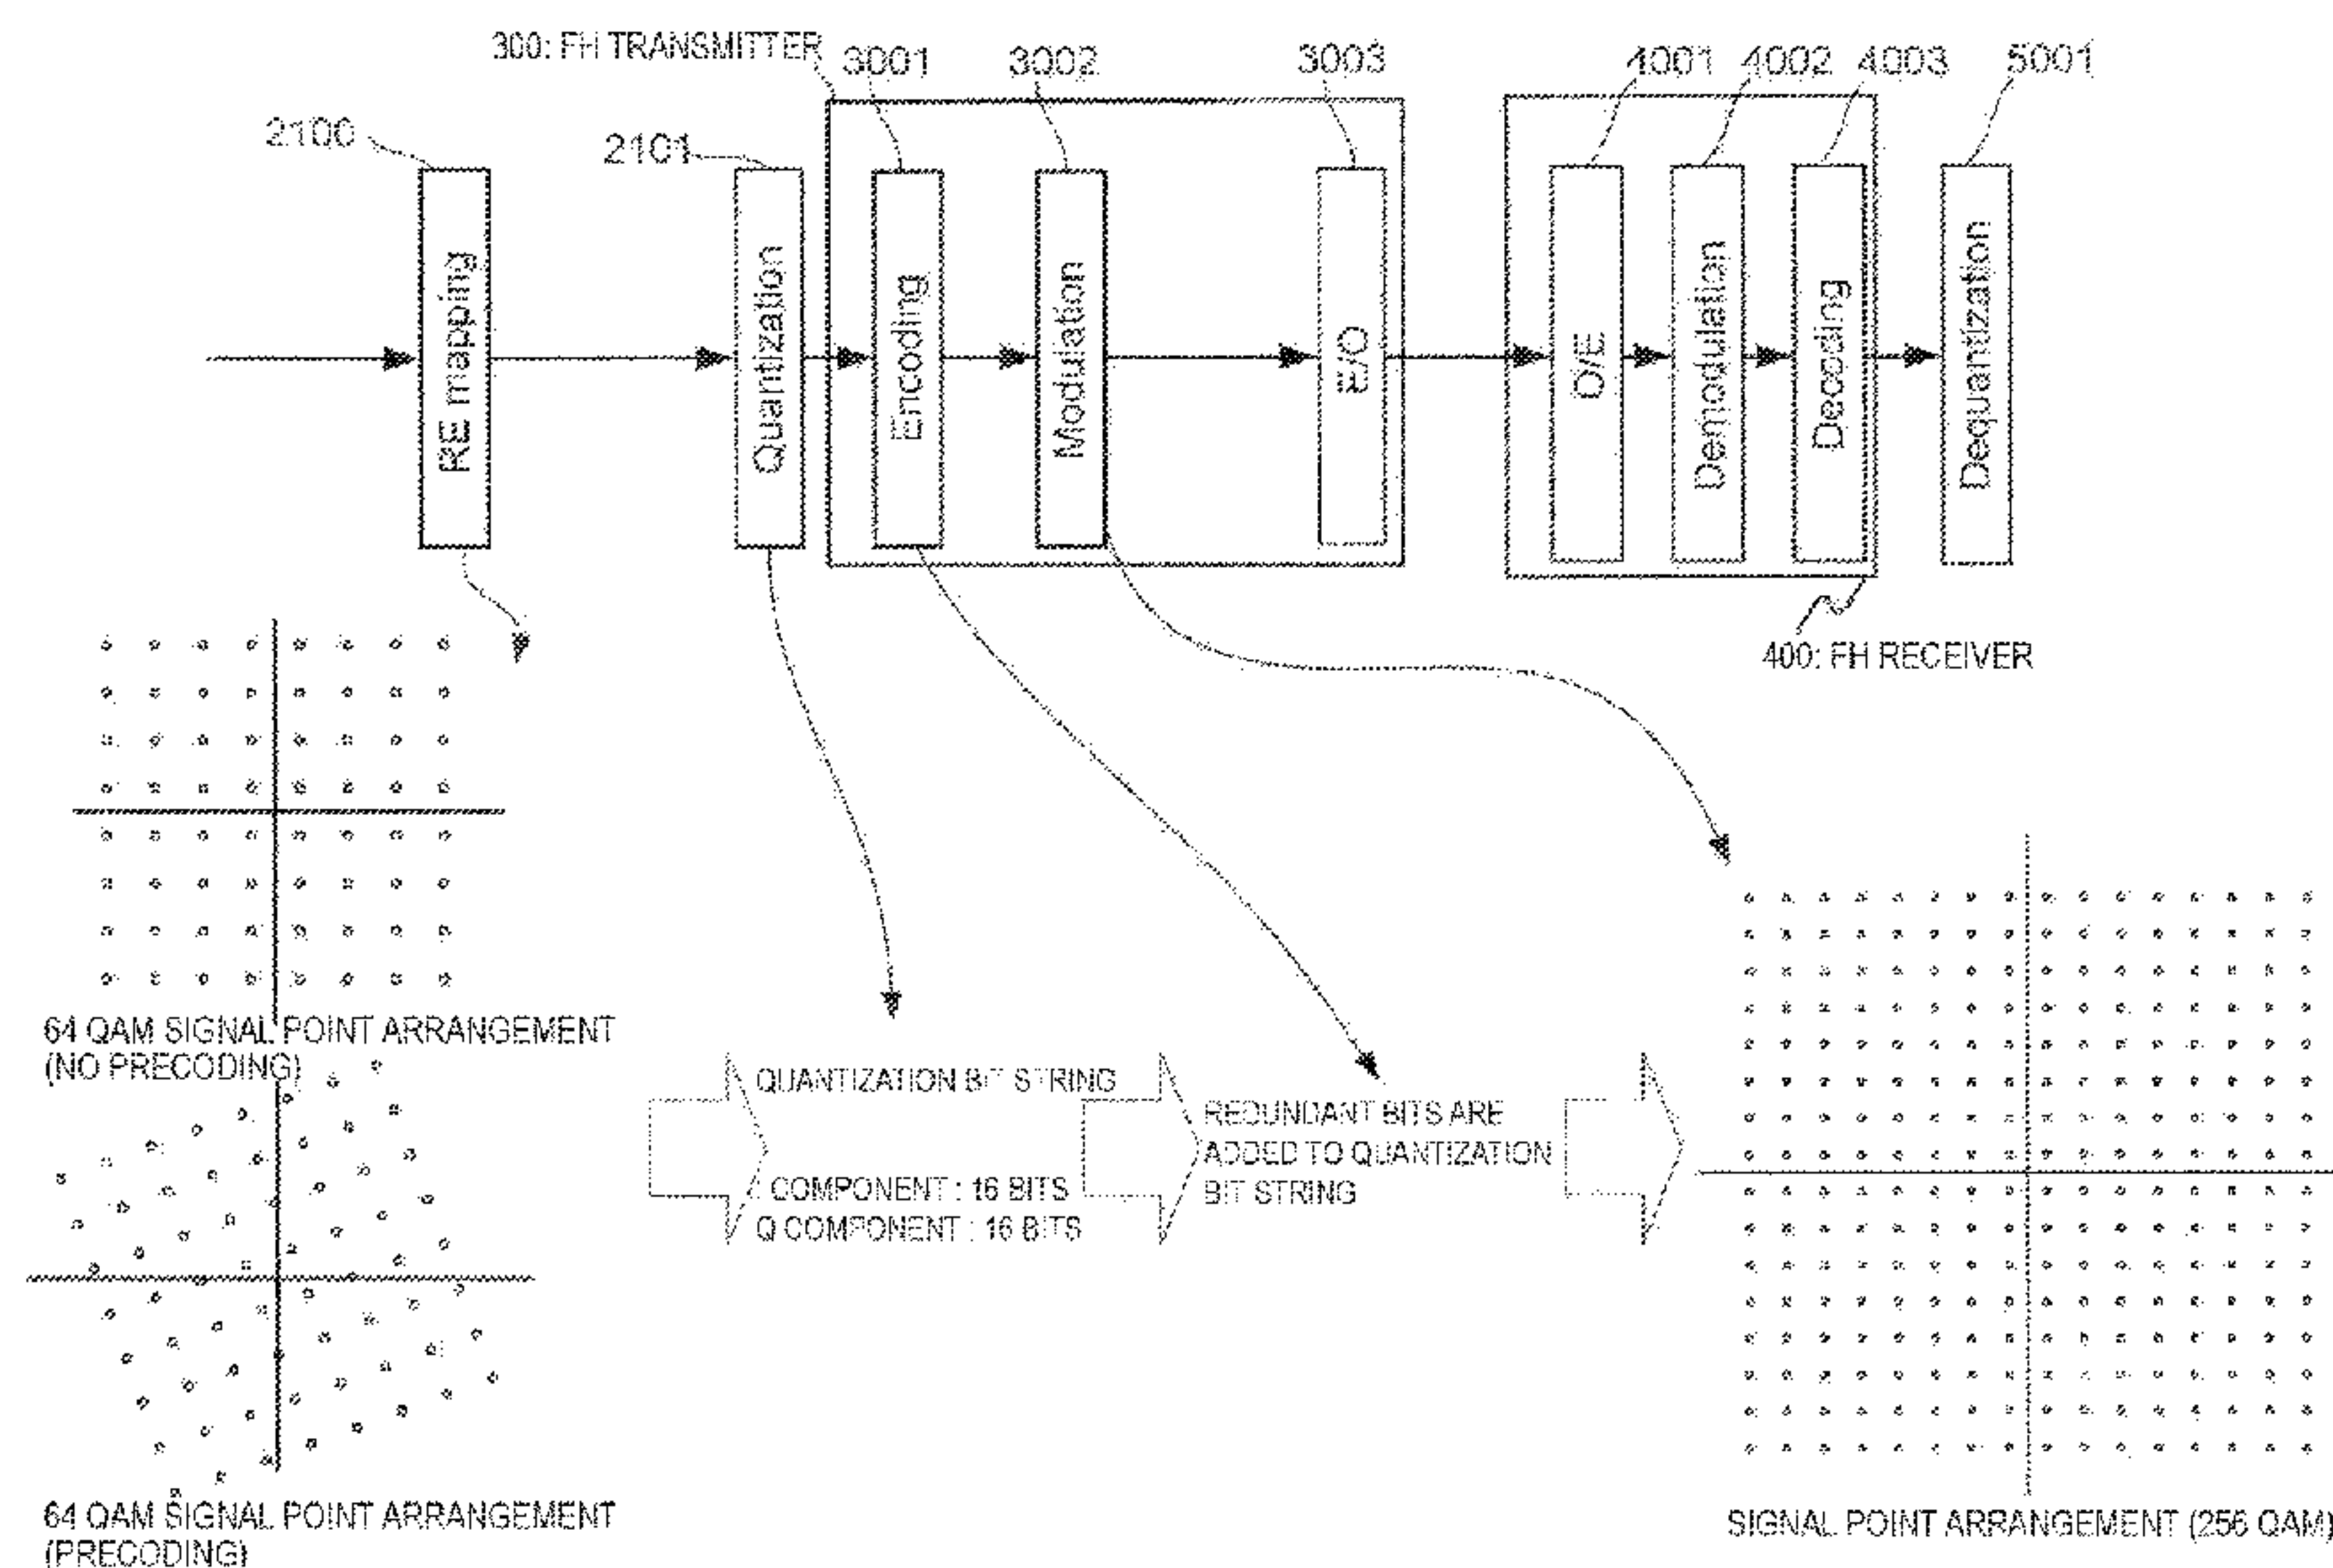 300: FH TRANSMITTER
3001
3002
3003
4001
4002
4003
5001
2100
2101
RE mapping
Quantization
Encoding
Modulation
E/O
O/E
Demodulation
Decoding
Dequantization
400: FH RECEIVER
64 QAM SIGNAL POINT ARRANGEMENT
(NO PRECODING)
QUANTIZATION BIT STRING
COMPONENT : 16 BITS
Q COMPONENT : 16 BITS
REDUNDANT BITS ARE
ADDED TO QUANTIZATION
BIT STRING
64 QAM SIGNAL POINT ARRANGEMENT
(PRECODING)
SIGNAL POINT ARRANGEMENT (256 QAM)